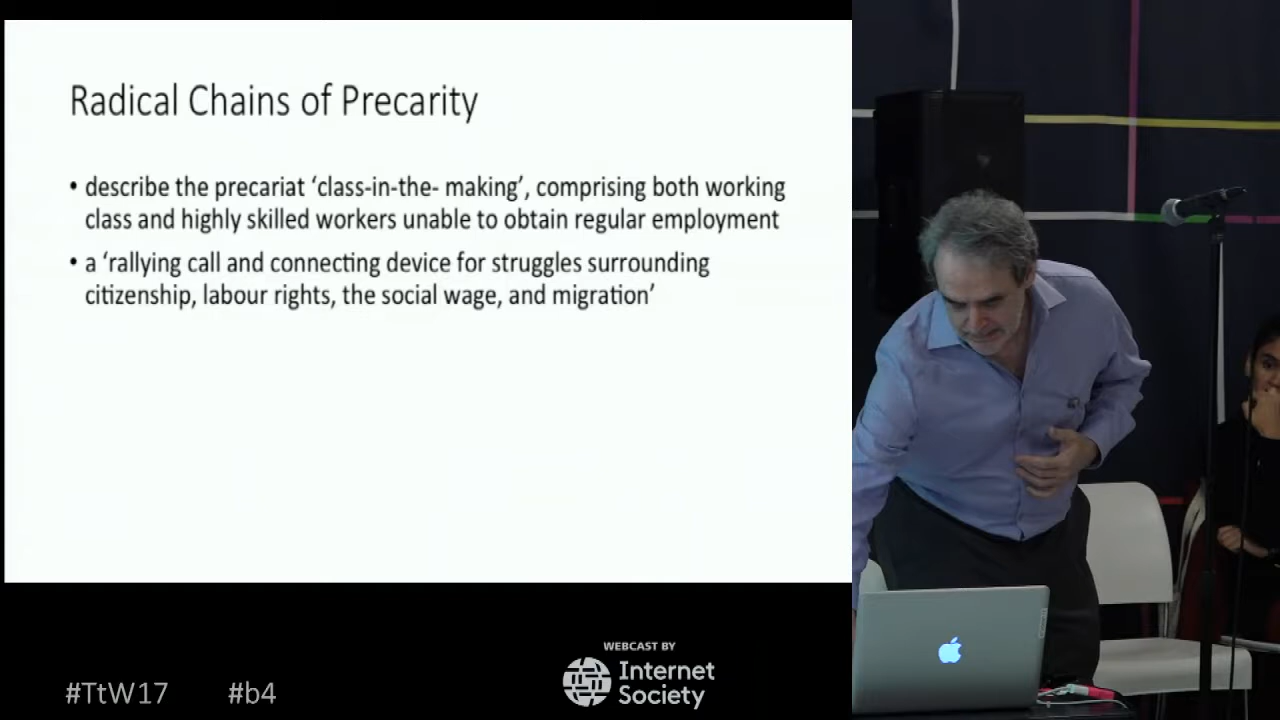 Radical Chains of Precarity
• describe the precariat ‘class-in-the- making’, comprising both working
class and highly skilled workers unable to obtain regular employment
• a ‘rallying call and connecting device for struggles surrounding
citizenship, labour rights, the social wage, and migration’
WEBCAST BY
Internet
Society
#TtW17 #b4